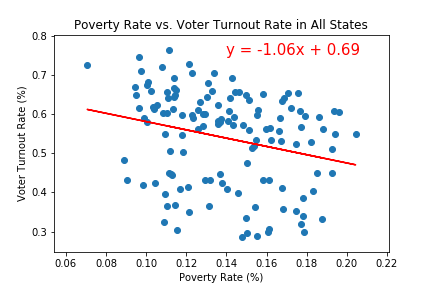 Poverty Rate vs. Voter Turnout Rate in All States
y = -1.06x + 0.69
Voter Turnout Rate (%)
0.8
0.7
0.6
0.5
0.4
0.3
0.06 0.08 0.10 0.12 0.14 0.16 0.18 0.20 0.22
Poverty Rate (%)